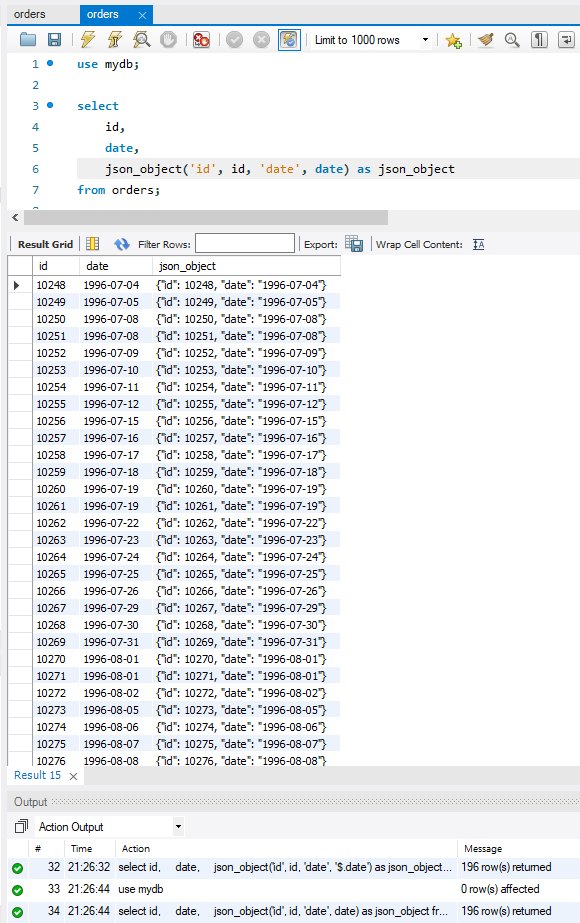 orders
orders
Limit to 1000 rows
1 use mydb;
2
3 select
4 id,
5 date,
6 json_object('id', id, 'date', date) as json_object
7 from orders;
Result Grid Filter Rows: Export: Wrap Cell Content:
id date json_object
10248 1996-07-04 {"id": 10248, "date": "1996-07-04"}
10249 1996-07-05 {"id": 10249, "date": "1996-07-05"}
10250 1996-07-08 {"id": 10250, "date": "1996-07-08"}
10251 1996-07-08 {"id": 10251, "date": "1996-07-08"}
10252 1996-07-09 {"id": 10252, "date": "1996-07-09"}
10253 1996-07-10 {"id": 10253, "date": "1996-07-10"}
10254 1996-07-11 {"id": 10254, "date": "1996-07-11"}
10255 1996-07-12 {"id": 10255, "date": "1996-07-12"}
10256 1996-07-15 {"id": 10256, "date": "1996-07-15"}
10257 1996-07-16 {"id": 10257, "date": "1996-07-16"}
10258 1996-07-17 {"id": 10258, "date": "1996-07-17"}
10259 1996-07-18 {"id": 10259, "date": "1996-07-18"}
10260 1996-07-19 {"id": 10260, "date": "1996-07-19"}
10261 1996-07-19 {"id": 10261, "date": "1996-07-19"}
10262 1996-07-22 {"id": 10262, "date": "1996-07-22"}
10263 1996-07-23 {"id": 10263, "date": "1996-07-23"}
10264 1996-07-24 {"id": 10264, "date": "1996-07-24"}
10265 1996-07-25 {"id": 10265, "date": "1996-07-25"}
10266 1996-07-26 {"id": 10266, "date": "1996-07-26"}
10267 1996-07-29 {"id": 10267, "date": "1996-07-29"}
10268 1996-07-30 {"id": 10268, "date": "1996-07-30"}
10269 1996-07-31 {"id": 10269, "date": "1996-07-31"}
10270 1996-08-01 {"id": 10270, "date": "1996-08-01"}
10271 1996-08-01 {"id": 10271, "date": "1996-08-01"}
10272 1996-08-02 {"id": 10272, "date": "1996-08-02"}
10273 1996-08-05 {"id": 10273, "date": "1996-08-05"}
10274 1996-08-06 {"id": 10274, "date": "1996-08-06"}
10275 1996-08-07 {"id": 10275, "date": "1996-08-07"}
10276 1996-08-08 {"id": 10276, "date": "1996-08-08"}
Result 15
Output
Action Output
# Time Action Message
32 21:26:32 select id, date, json_object('id', id, 'date', '$.date') as json_object... 196 row(s) returned
33 21:26:44 use mydb 0 row(s) affected
34 21:26:44 select id, date, json_object('id', id, 'date', date) as json_object fr... 196 row(s) returned